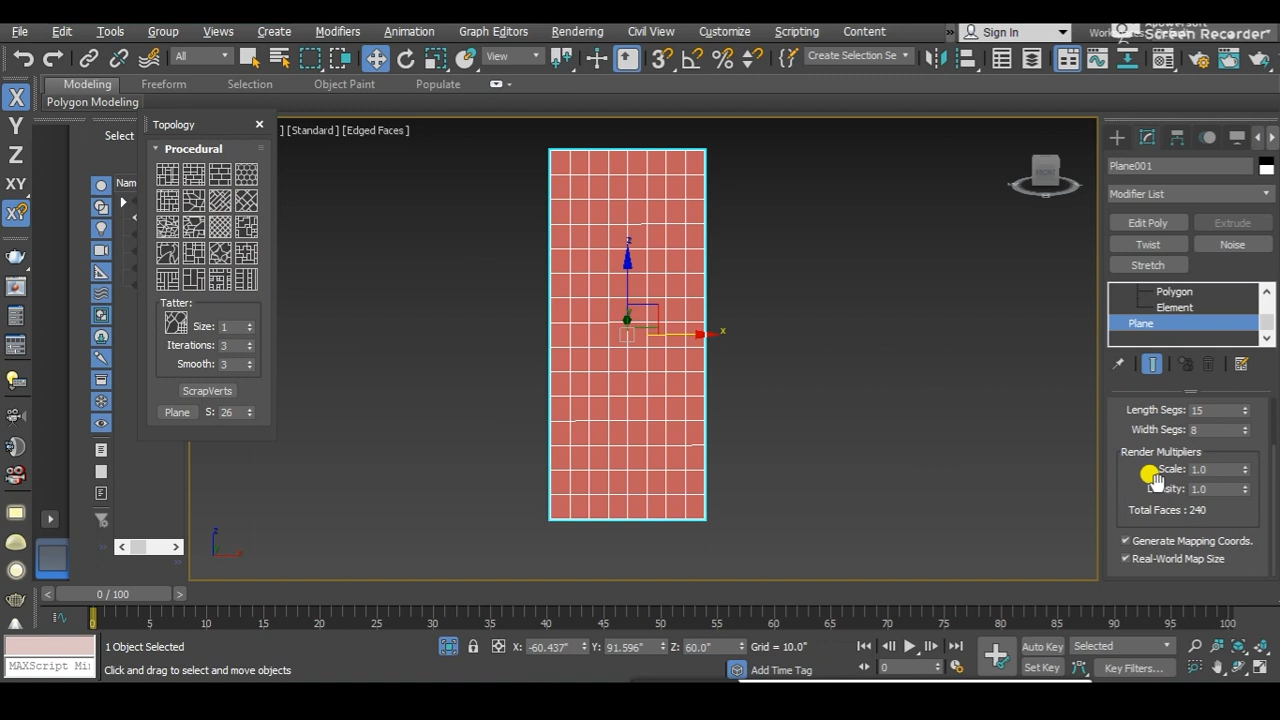 Apowersoft
Screen Recorder
File Edit Views Tools Group Views Create Modifiers Animation Graph Editors Rendering Civil View Customize Scripting Content » Sign In
All View Create Selection Se
Modeling Freeform Selection Object Paint Populate
Polygon Modeling
X
Y
Z
XY
XY
Select
Nam
Topology
Procedural
Tatter:
Size: 1
Iterations: 3
Smooth: 3
ScrapVerts
Plane S: 26
] [Standard ] [Edged Faces ]
FRONT
z
x
z
x
Plane001
Modifier List
Edit Poly Extrude
Twist Noise
Stretch
Polygon
Element
Plane
Length Segs: 15
Width Segs: 8
Render Multipliers
Scale: 1.0
1.0
Total Faces : 240
Generate Mapping Coords.
Real-World Map Size
< 0 / 100 >
0 5 10 15 20 25 30 35 40 45 50 55 60 65 70 75 80 85 90 95 100
1 Object Selected X: -60.437" Y: 91.596" Z: 60.0" Grid = 10.0" Auto Key Selected
MAXScript Mi Click and drag to select and move objects Add Time Tag 0 Set Key Key Filters...